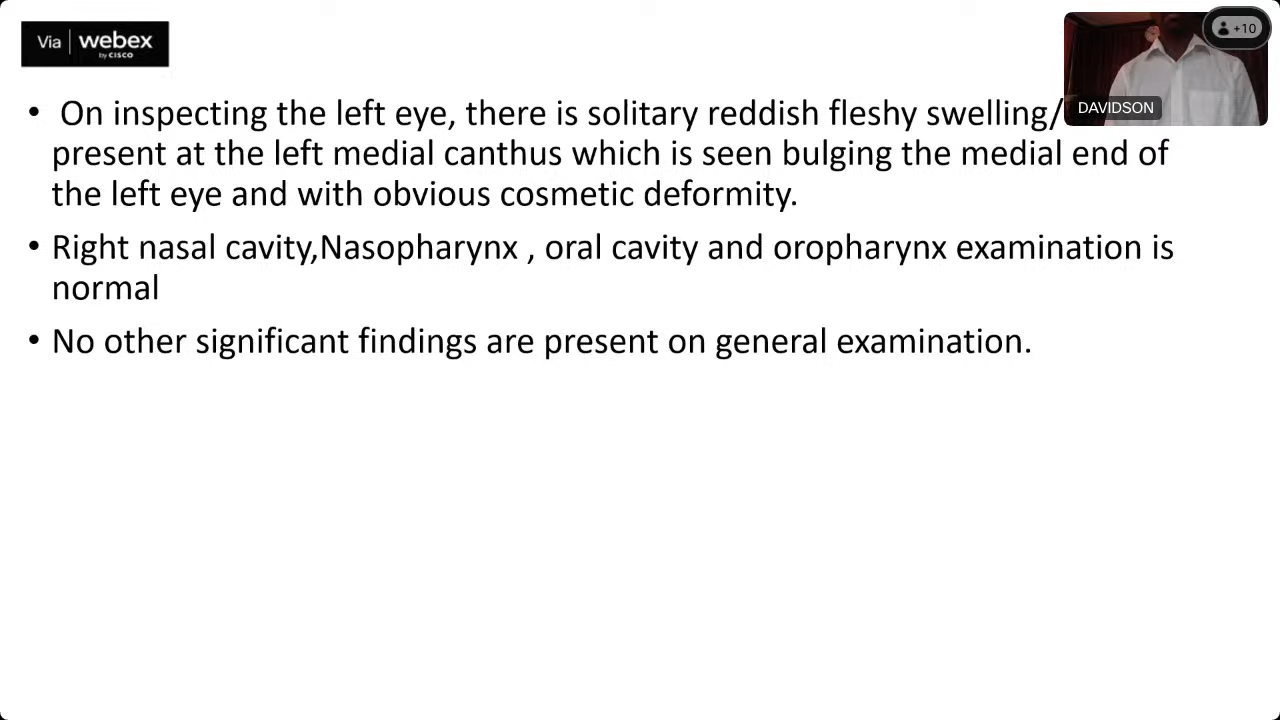 Via webex
by CISCO
+10
DAVIDSON
• On inspecting the left eye, there is solitary reddish fleshy swelling/
present at the left medial canthus which is seen bulging the medial end of
the left eye and with obvious cosmetic deformity.
• Right nasal cavity,Nasopharynx , oral cavity and oropharynx examination is
normal
• No other significant findings are present on general examination.